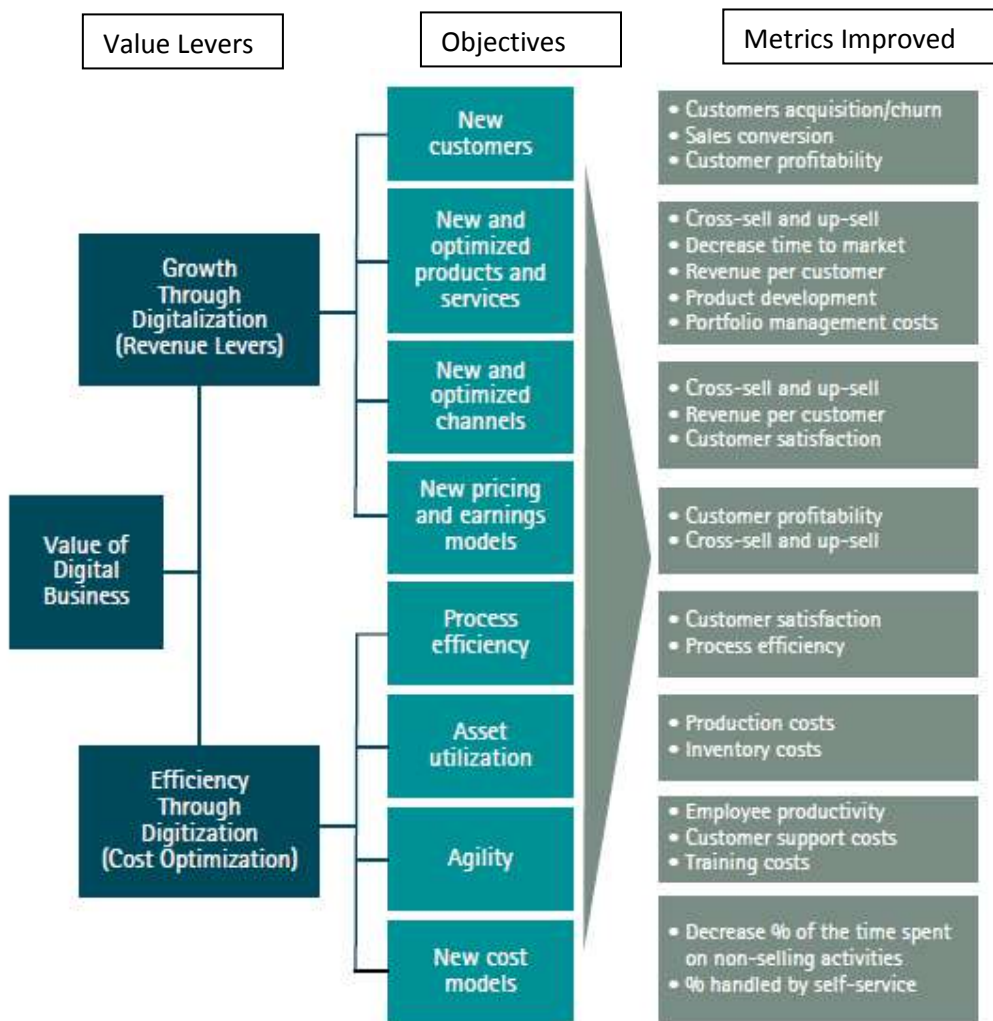 Value Levers
Objectives
Metrics Improved
Value of
Digital
Business
Growth
Through
Digitalization
(Revenue Levers)
Efficiency
Through
Digitization
(Cost Optimization)
New
customers
New and
optimized
products and
services
New and
optimized
channels
New pricing
and earnings
models
Process
efficiency
Asset
utilization
Agility
New cost
models
• Customers acquisition/churn
• Sales conversion
• Customer profitability
• Cross-sell and up-sell
• Decrease time to market
• Revenue per customer
• Product development
• Portfolio management costs
• Cross-sell and up-sell
• Revenue per customer
• Customer satisfaction
• Customer profitability
• Cross-sell and up-sell
• Customer satisfaction
• Process efficiency
• Production costs
• Inventory costs
• Employee productivity
• Customer support costs
• Training costs
• Decrease % of the time spent
on non-selling activities
• % handled by self-service